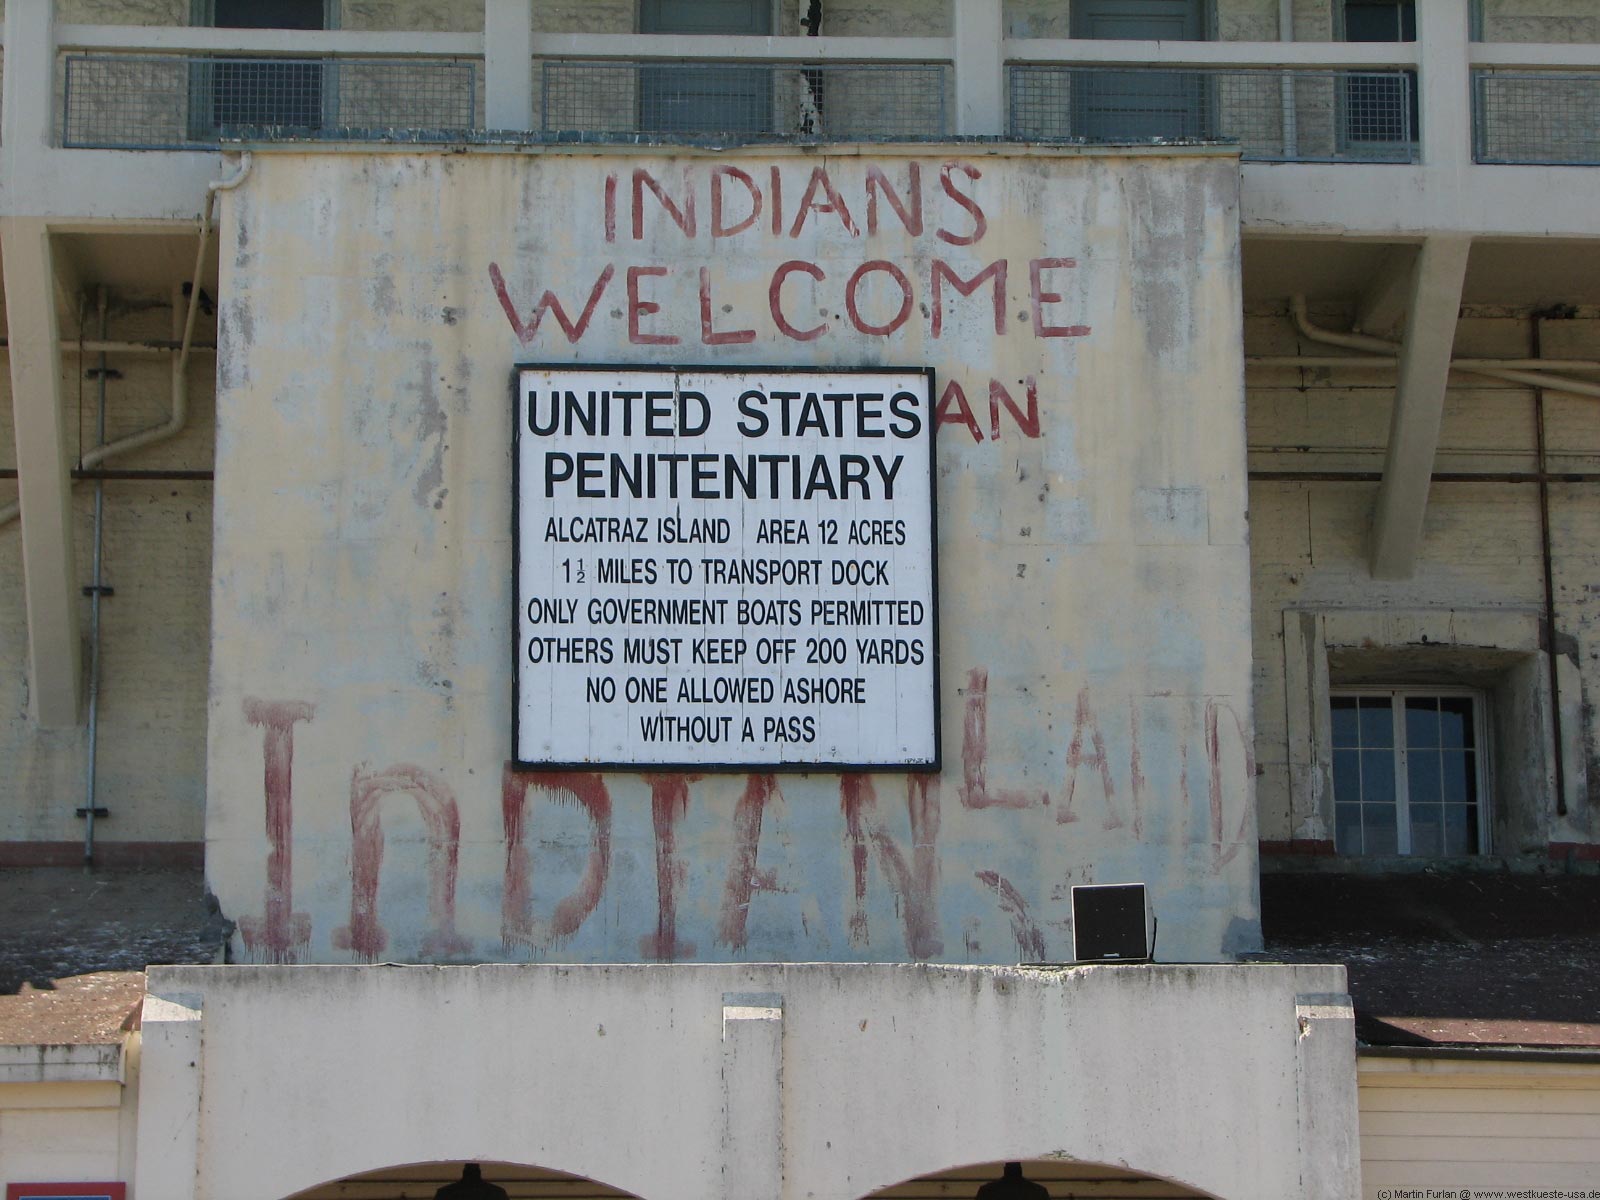 INDIANS
WELCOME
UNITED STATES
AN
PENITENTIARY
ALCATRAZ ISLAND AREA 12 ACRES
1½ MILES TO TRANSPORT DOCK
ONLY GOVERNMENT BOATS PERMITTED
OTHERS MUST KEEP OFF 200 YARDS
NO ONE ALLOWED ASHORE
WITHOUT A PASS
LAND
InDIAN
(c) Martin Furlan @ www.westkueste-usa.de